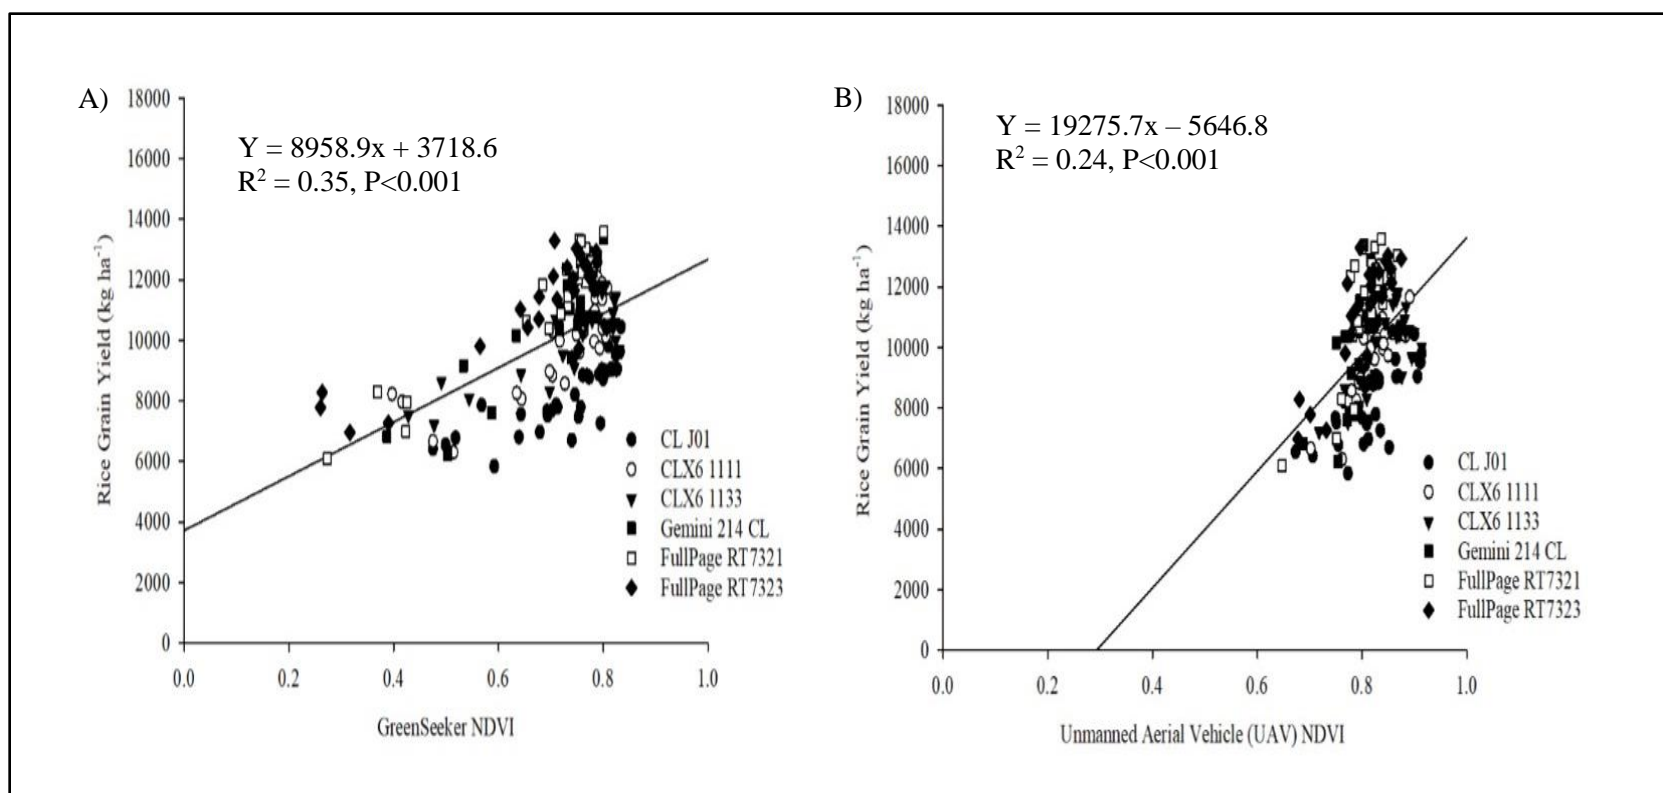 A)
Y = 8958.9x + 3718.6
R² = 0.35, P<0.001
18000
16000
14000
12000
10000
8000
6000
4000
2000
0
Rice Grain Yield (kg ha⁻¹)
CL J01
CLX6 1111
CLX6 1133
Gemini 214 CL
FullPage RT7321
FullPage RT7323
0.0 0.2 0.4 0.6 0.8 1.0
GreenSeeker NDVI
B)
Y = 19275.7x – 5646.8
R² = 0.24, P<0.001
18000
16000
14000
12000
10000
8000
6000
4000
2000
0
Rice Grain Yield (kg ha⁻¹)
CL J01
CLX6 1111
CLX6 1133
Gemini 214 CL
FullPage RT7321
FullPage RT7323
0.0 0.2 0.4 0.6 0.8 1.0
Unmanned Aerial Vehicle (UAV) NDVI